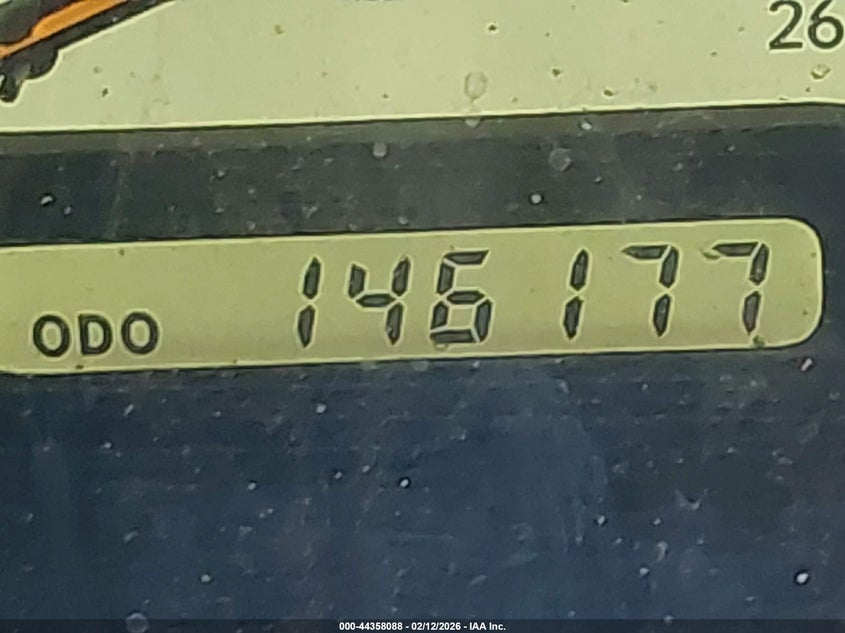 26
ODO 146177
000-44358088 - 02/12/2026 - IAA Inc.